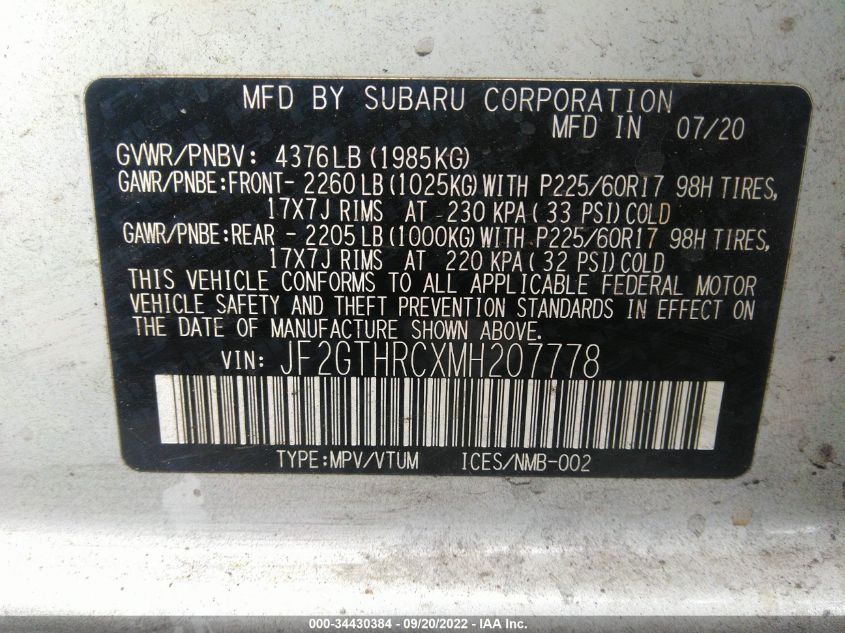 MFD BY SUBARU CORPORATION
MFD IN 07/20
GVWR/PNBV: 4376LB(1985KG)
GAWR/PNBE:FRONT- 2260LB(1025KG)WITH P225/60R17 98H TIRES,
17X7J RIMS AT 230 KPA( 33 PSI)COLD
GAWR/PNBE:REAR - 2205LB(1000KG)WITH P225/60R17 98H TIRES,
17X7J RIMS AT 220 KPA( 32 PSI)COLD
THIS VEHICLE CONFORMS TO ALL APPLICABLE FEDERAL MOTOR
VEHICLE SAFETY AND THEFT PREVENTION STANDARDS IN EFFECT ON
THE DATE OF MANUFACTURE SHOWN ABOVE.
VIN: JF2GTHRCXMH207778
TYPE:MPV/VTUM ICES/NMB-002
000-34430384 - 09/20/2022 - IAA Inc.